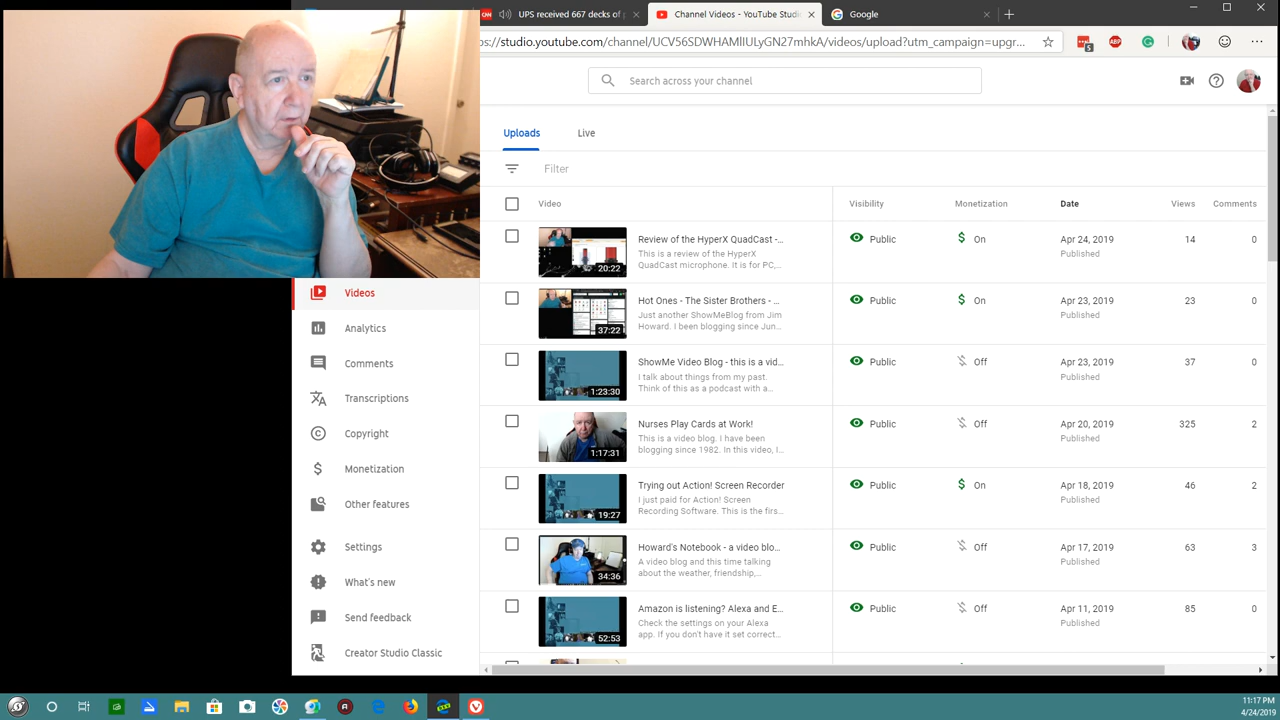 CNN
UPS received 667 decks of
Channel Videos - YouTube Studi
Google
ps://studio.youtube.com/channel/UCV56SDWHAMlIULyGN27mhkA/videos/upload?utm_campaign=upgr...
5
ABP
Search across your channel
Uploads
Live
Filter
Video
Visibility
Monetization
Date
Views
Comments
20:22
Review of the HyperX QuadCast -...
This is a review of the HyperX
QuadCast microphone. It is for PC,...
Public
On
Apr 24, 2019
Published
14
0
37:22
Hot Ones - The Sister Brothers - ...
Just another ShowMeBlog from Jim
Howard. I been blogging since Jun...
Public
On
Apr 23, 2019
Published
23
0
1:23:30
ShowMe Video Blog - this is a vid...
I talk about things from my past.
Think of this as a podcast with a...
Public
Off
Apr 23, 2019
Published
37
0
1:17:31
Nurses Play Cards at Work!
This is a video blog. I have been
blogging since 1982. In this video, I...
Public
Off
Apr 20, 2019
Published
325
2
19:27
Trying out Action! Screen Recorder
I just paid for Action! Screen
Recording Software. This is the firs...
Public
On
Apr 18, 2019
Published
46
2
34:36
Howard's Notebook - a video blo...
A video blog and this time talking
about the weather, friendship,...
Public
Off
Apr 17, 2019
Published
63
3
52:53
Amazon is listening? Alexa and E...
Check the settings on your Alexa
app. If you don't have it set correct...
Public
Off
Apr 11, 2019
Published
85
0
Videos
Analytics
Comments
Transcriptions
Copyright
Monetization
Other features
Settings
What's new
Send feedback
Creator Studio Classic
11:17 PM
4/24/2019